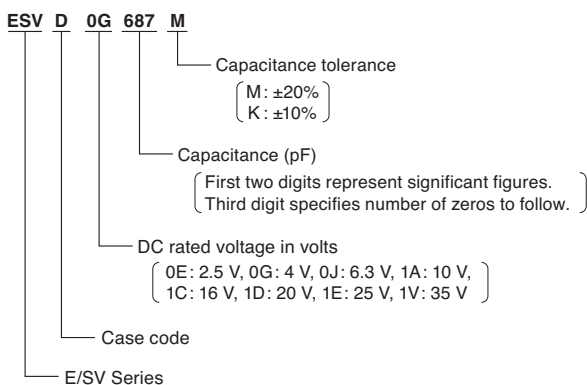 ESV D 0G 687 M
Capacitance tolerance
M: ±20%
K: ±10%
Capacitance (pF)
First two digits represent significant figures.
Third digit specifies number of zeros to follow.
DC rated voltage in volts
0E: 2.5 V, 0G: 4 V, 0J: 6.3 V, 1A: 10 V,
1C: 16 V, 1D: 20 V, 1E: 25 V, 1V: 35 V
Case code
E/SV Series